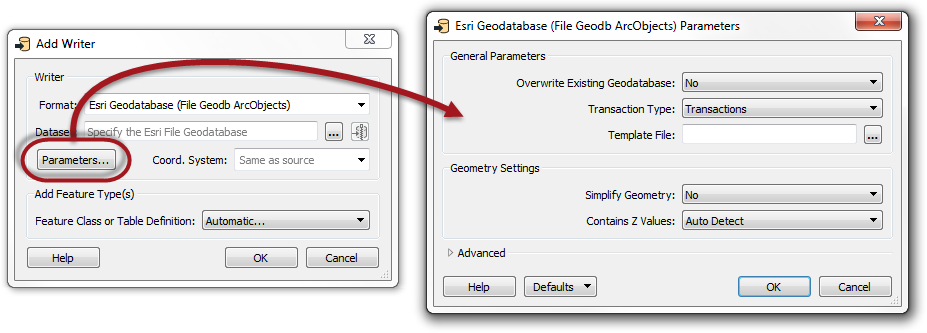 Add Writer
Writer
Format: Esri Geodatabase (File Geodb ArcObjects)
Dataset: Specify the Esri File Geodatabase ...
Parameters... Coord. System: Same as source
Add Feature Type(s)
Feature Class or Table Definition: Automatic...
Help OK Cancel
Esri Geodatabase (File Geodb ArcObjects) Parameters
General Parameters
Overwrite Existing Geodatabase: No
Transaction Type: Transactions
Template File: ...
Geometry Settings
Simplify Geometry: No
Contains Z Values: Auto Detect
Advanced
Help Defaults OK Cancel